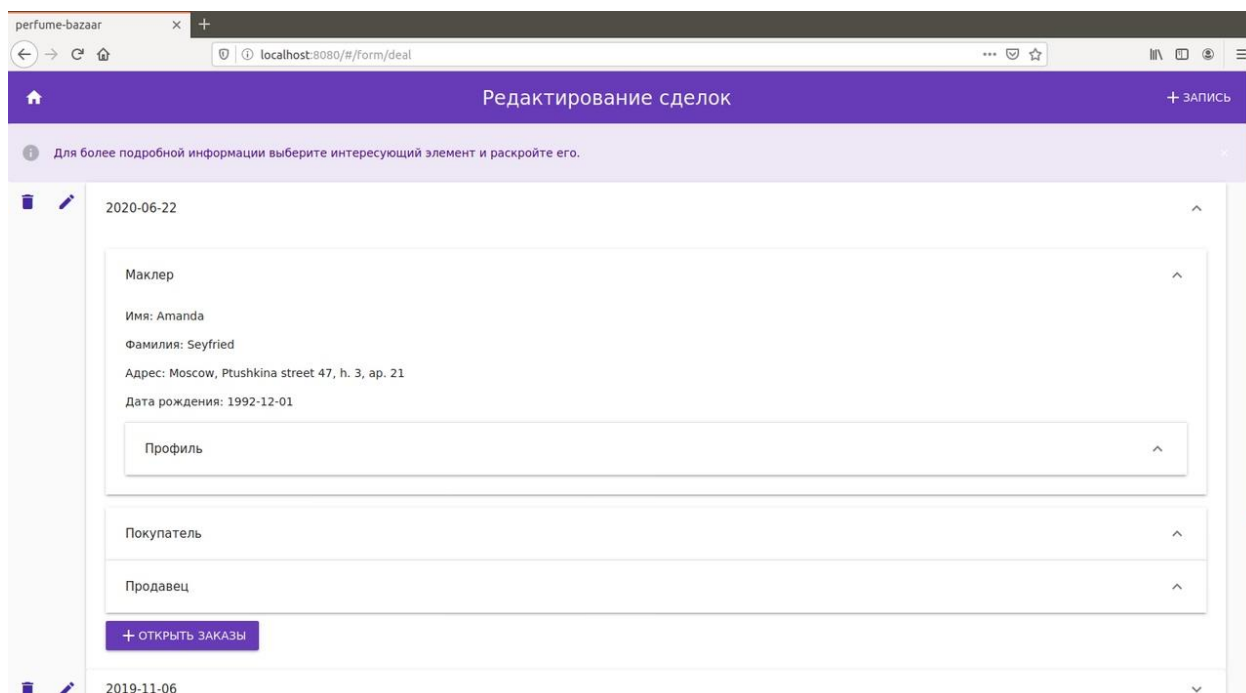 perfume-bazaar
localhost:8080/#/form/deal
Редактирование сделок
+ ЗАПИСЬ
Для более подробной информации выберите интересующий элемент и раскройте его.
2020-06-22
Маклер
Имя: Amanda
Фамилия: Seyfried
Адрес: Moscow, Ptushkina street 47, h. 3, ap. 21
Дата рождения: 1992-12-01
Профиль
Покупатель
Продавец
+ ОТКРЫТЬ ЗАКАЗЫ
2019-11-06